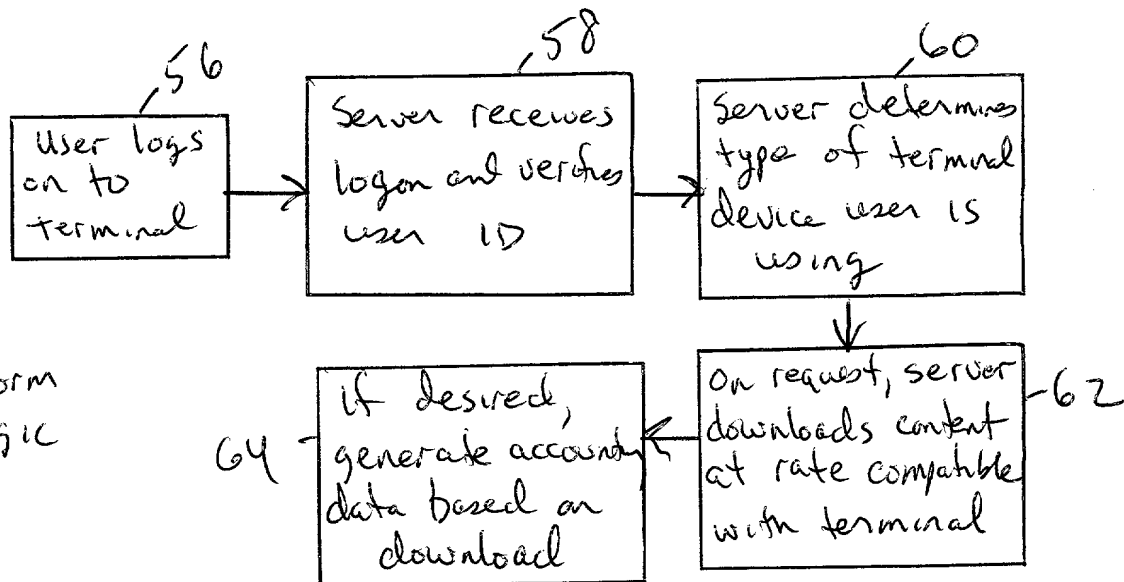 56
User logs
on to
terminal
58
Server receives
logon and verifies
user ID
60
Server determines
type of terminal
device user is
using
62
on request, server
downloads content
at rate compatible
with terminal
64
if desired,
generate
data based on
download
orm
gic